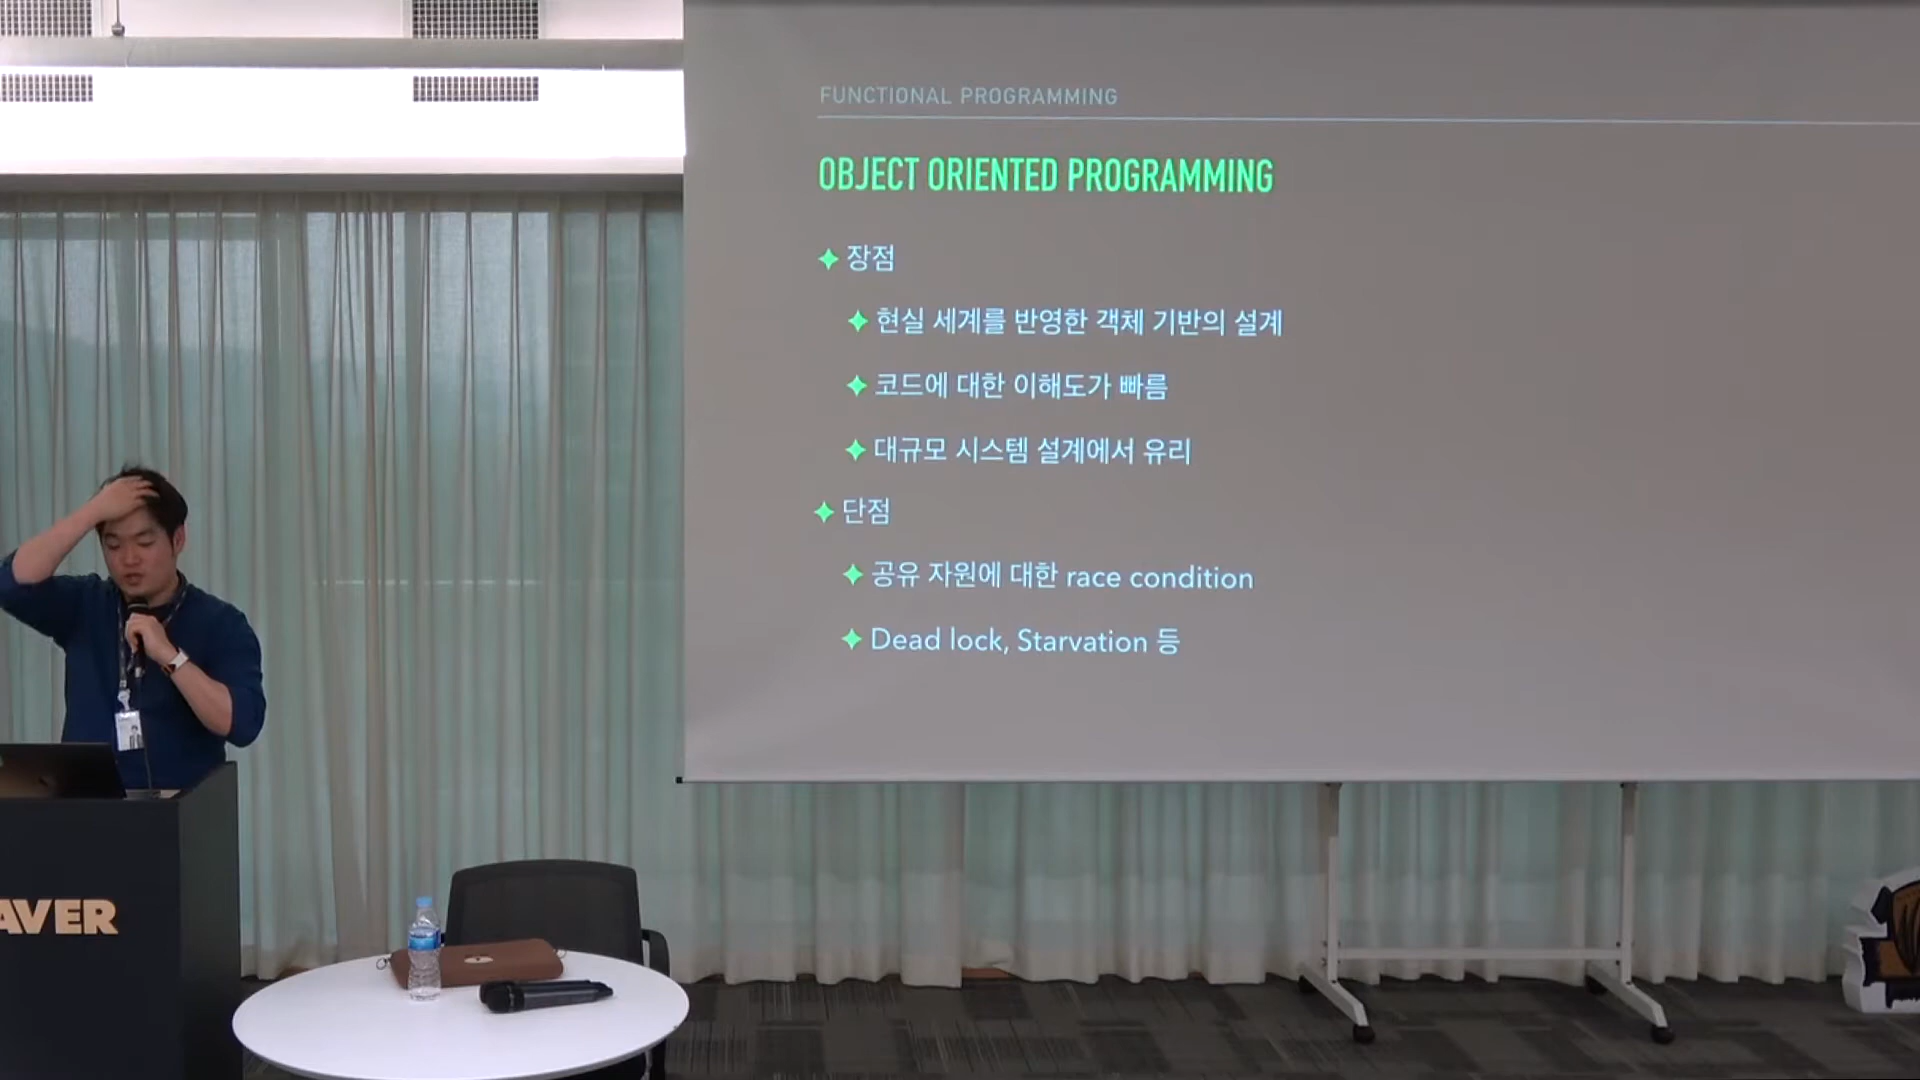 FUNCTIONAL PROGRAMMING
OBJECT ORIENTED PROGRAMMING
장점
현실 세계를 반영한 객체 기반의 설계
코드에 대한 이해도가 빠름
대규모 시스템 설계에서 유리
단점
공유 자원에 대한 race condition
Dead lock, Starvation 등
AVER